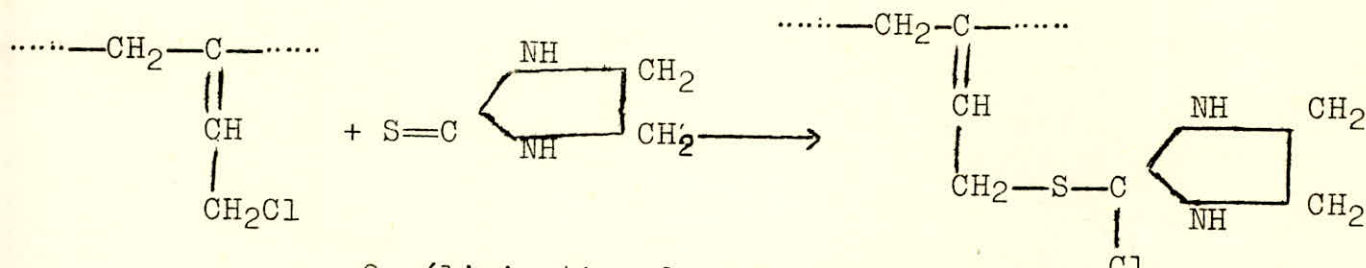 ·····—CH₂—C—·····
·····—CH₂—C—·····
NH CH₂
CH + S=C
NH CH₂
CH₂Cl
CH NH CH₂
CH₂—S—C
NH CH₂
Cl